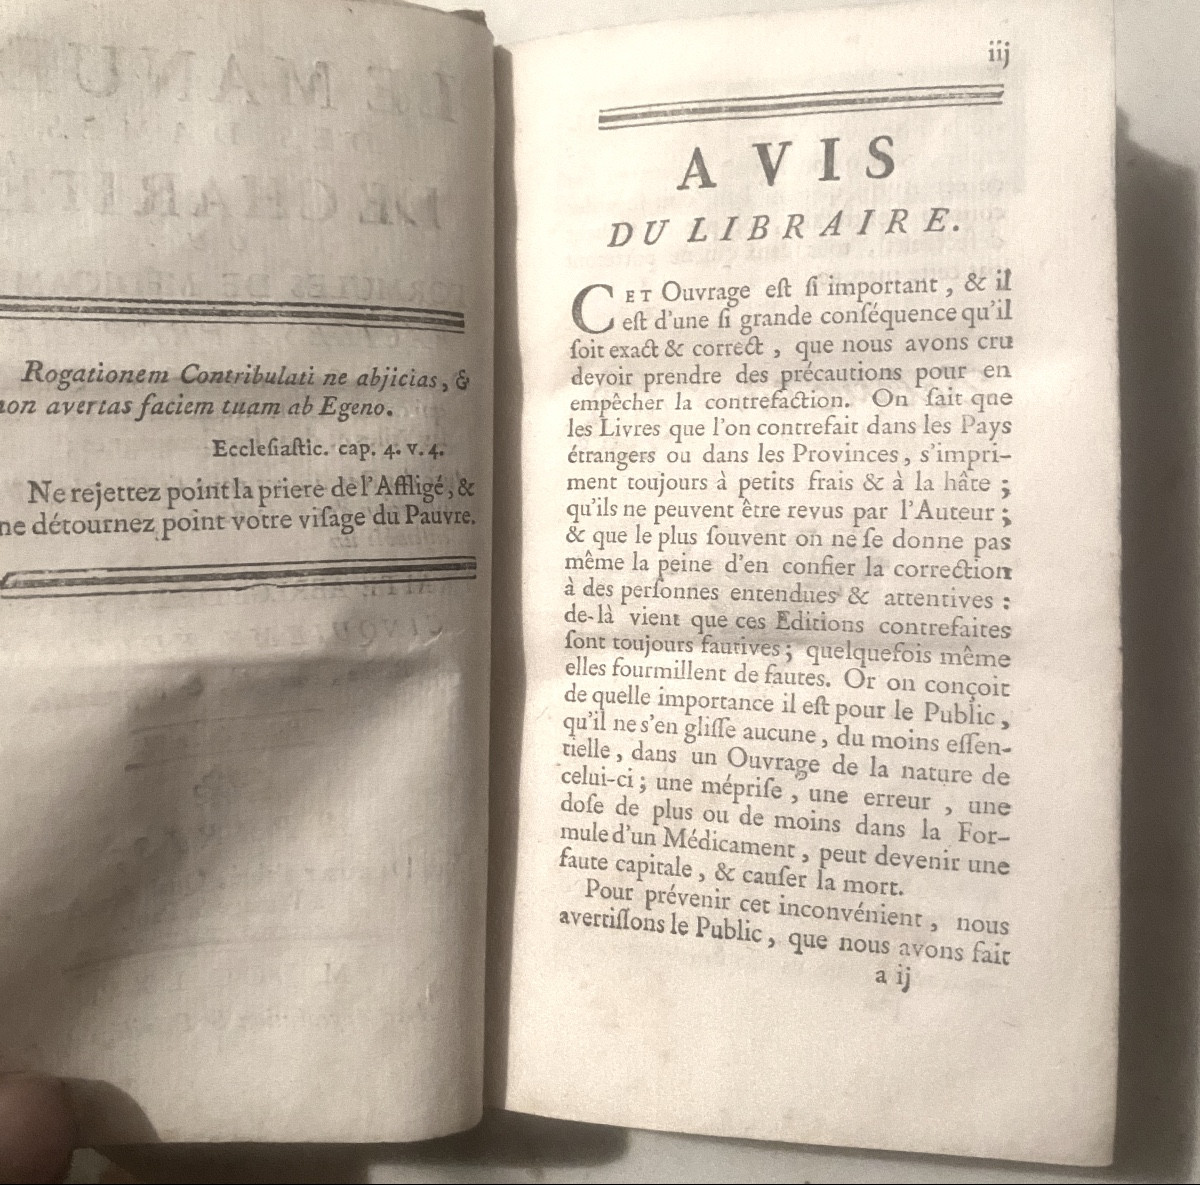 Rogationem Contribulati ne abjicias, &
non avertas faciem tuam ab Egeno.
Eccleſiaſtic. cap. 4. v. 4.
Ne rejettez point la priere de l'Affligé, &
ne détournez point votre viſage du Pauvre.
iij
AVIS
DU LIBRAIRE.
CET Ouvrage eſt ſi important, & il
eſt d'une ſi grande conſéquence qu'il
ſoit exact & correct, que nous avons cru
devoir prendre des précautions pour en
empêcher la contrefaction. On ſait que
les Livres que l'on contrefait dans les Pays
étrangers ou dans les Provinces, s'impri-
ment toujours à petits frais & à la hâte;
qu'ils ne peuvent être revus par l'Auteur;
& que le plus ſouvent on ne ſe donne pas
même la peine d'en confier la correction
à des perſonnes entendues & attentives:
de-là vient que ces Editions contrefaites
ſont toujours fautives; quelquefois même
elles fourmillent de fautes. Or on conçoit
de quelle importance il eſt pour le Public,
qu'il ne s'en gliſſe aucune, du moins eſſen-
tielle, dans un Ouvrage de la nature de
celui-ci; une mépriſe, une erreur, une
doſe de plus ou de moins dans la For-
mule d'un Médicament, peut devenir une
faute capitale, & cauſer la mort.
Pour prévenir cet inconvénient, nous
avertiſſons le Public, que nous avons fait
a ij